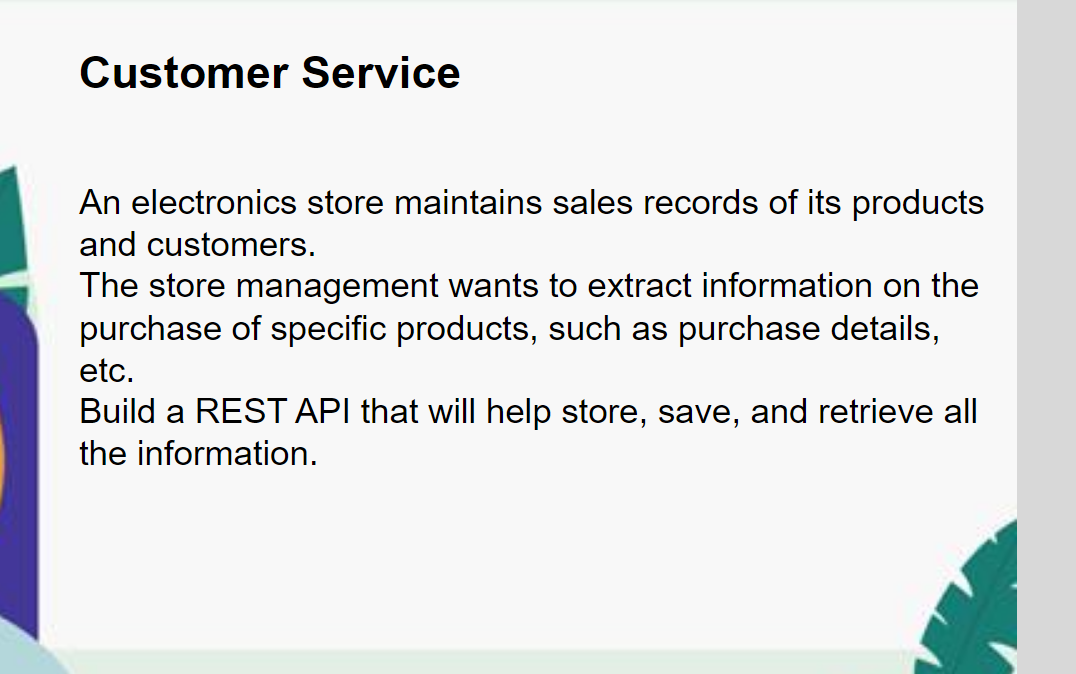 Customer Service
An electronics store maintains sales records of its products
and customers.
The store management wants to extract information on the
purchase of specific products, such as purchase details,
etc.
Build a REST API that will help store, save, and retrieve all
the information.